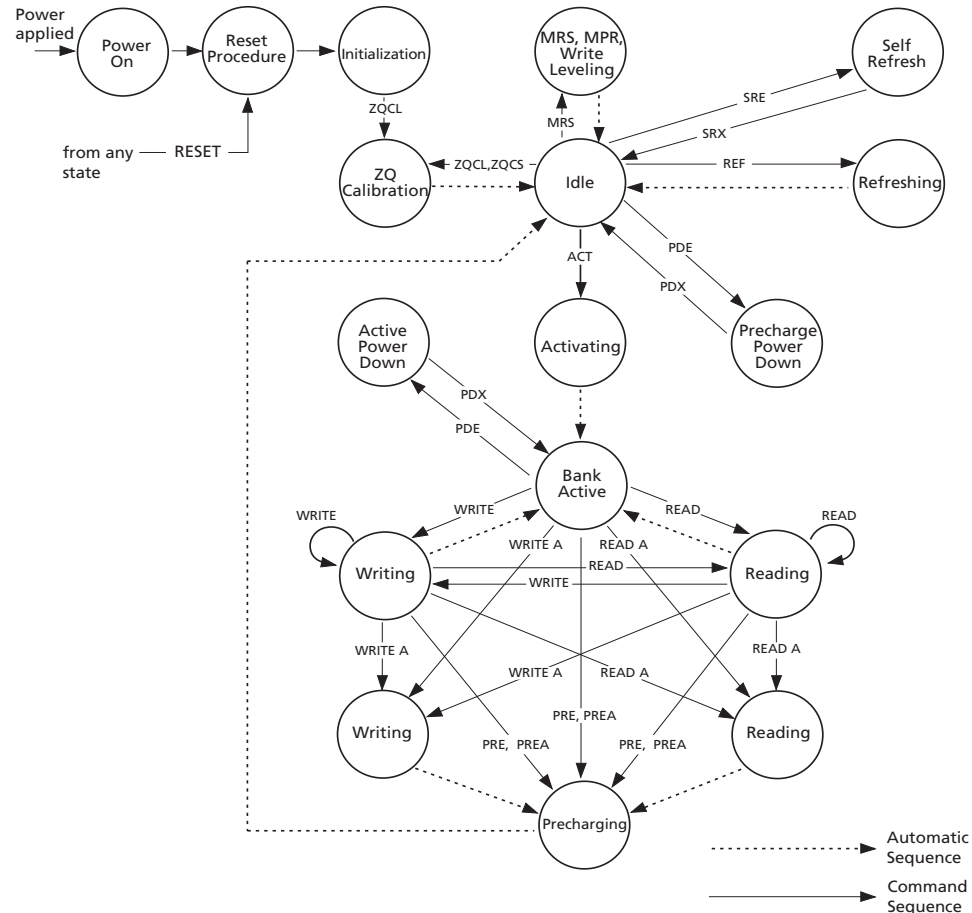 Power
applied
Power
On
Reset
Procedure
Initialization
MRS, MPR,
Write
Leveling
Self
Refresh
ZQCL
MRS
SRE
SRX
from any
state
RESET
ZQ
Calibration
ZQCL,ZQCS
Idle
REF
Refreshing
ACT
PDE
PDX
Active
Power
Down
Activating
Precharge
Power
Down
PDX
PDE
Bank
Active
WRITE
WRITE
READ
READ
WRITE A
READ A
Writing
READ
WRITE
Reading
WRITE A
READ A
WRITE A
READ A
Writing
PRE, PREA
PRE, PREA
PRE, PREA
Reading
Precharging
Automatic
Sequence
Command
Sequence